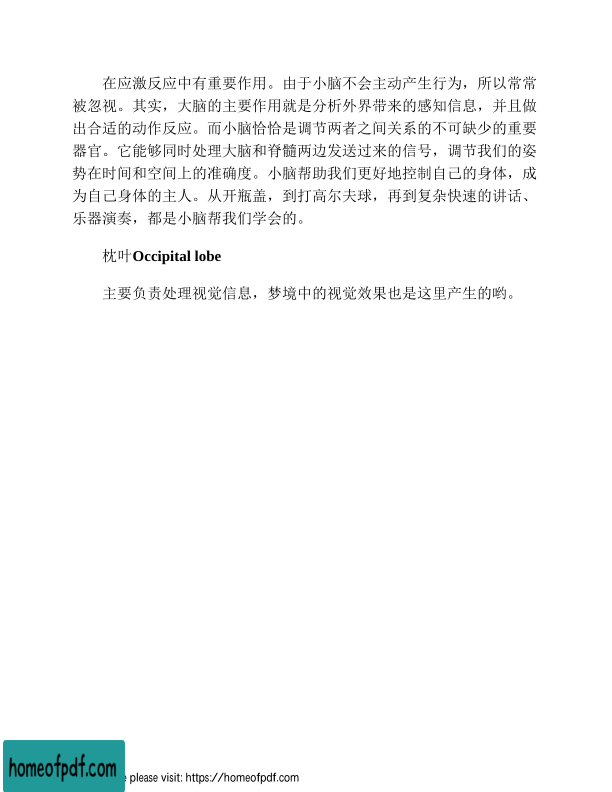 在应激反应中有重要作用。由于小脑不会主动产生行为，所以常常
被忽视。其实，大脑的主要作用就是分析外界带来的感知信息，并且做
出合适的动作反应。而小脑恰恰是调节两者之间关系的不可缺少的重要
器官。它能够同时处理大脑和脊髓两边发送过来的信号，调节我们的姿
势在时间和空间上的准确度。小脑帮助我们更好地控制自己的身体，成
为自己身体的主人。从开瓶盖，到打高尔夫球，再到复杂快速的讲话、
乐器演奏，都是小脑帮我们学会的。
枕叶Occipital lobe
主要负责处理视觉信息，梦境中的视觉效果也是这里产生的哟。
homeofpdf.com
please visit: https://homeofpdf.com